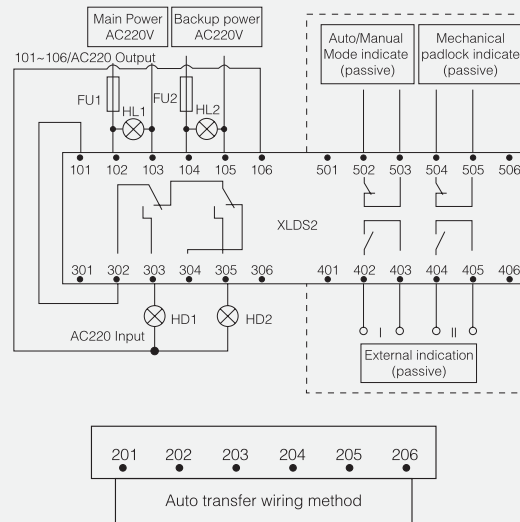 Main Power
AC220V
Backup power
AC220V
101~106/AC220 Output
Auto/Manual
Mode indicate
(passive)
Mechanical
padlock indicate
(passive)
FU1
HL1
FU2
HL2
101 102 103 104 105 106 501 502 503 504 505 506
XLDS2
301 302 303 304 305 306 401 402 403 404 405 406
HD1
HD2
AC220 Input
I
II
External indication
(passive)
201 202 203 204 205 206
Auto transfer wiring method